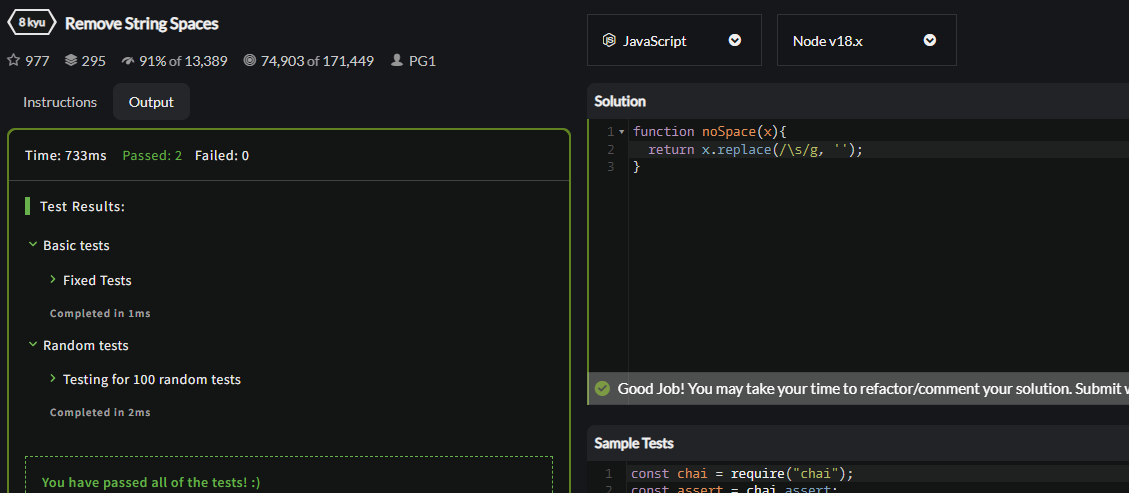 8 kyu Remove String Spaces
977 295 91% of 13,389 74,903 of 171,449 PG1
Instructions Output
Time: 733ms Passed: 2 Failed: 0
Test Results:
Basic tests
Fixed Tests
Completed in 1ms
Random tests
Testing for 100 random tests
Completed in 2ms
You have passed all of the tests! :)
JavaScript Node v18.x
Solution
1 function noSpace(x){
2 return x.replace(/\s/g, '');
3 }
Good Job! You may take your time to refactor/comment your solution. Submit
Sample Tests
1 const chai = require("chai");
2 const assert = chai.assert;